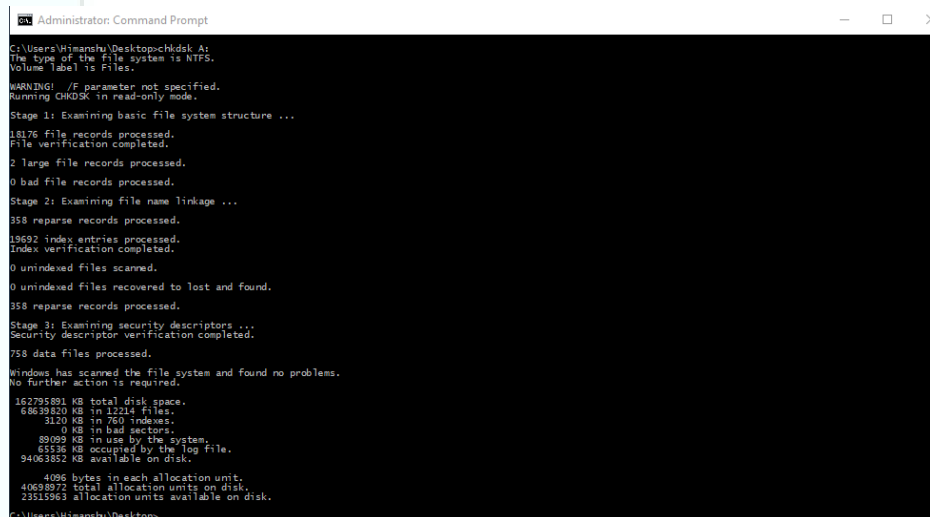 Administrator: Command Prompt
C:\Users\Himanshu\Desktop>chkdsk A:
The type of the file system is NTFS.
Volume label is Files.
WARNING!  /F parameter not specified.
Running CHKDSK in read-only mode.
Stage 1: Examining basic file system structure ...
18176 file records processed.
File verification completed.
2 large file records processed.
0 bad file records processed.
Stage 2: Examining file name linkage ...
358 reparse records processed.
19692 index entries processed.
Index verification completed.
0 unindexed files scanned.
0 unindexed files recovered to lost and found.
358 reparse records processed.
Stage 3: Examining security descriptors ...
Security descriptor verification completed.
758 data files processed.
Windows has scanned the file system and found no problems.
No further action is required.
162795891 KB total disk space.
68639820 KB in 12214 files.
3120 KB in 760 indexes.
0 KB in bad sectors.
89099 KB in use by the system.
65536 KB occupied by the log file.
94063852 KB available on disk.
4096 bytes in each allocation unit.
40698972 total allocation units on disk.
23515963 allocation units available on disk.
C:\Users\Himanshu\Desktop>